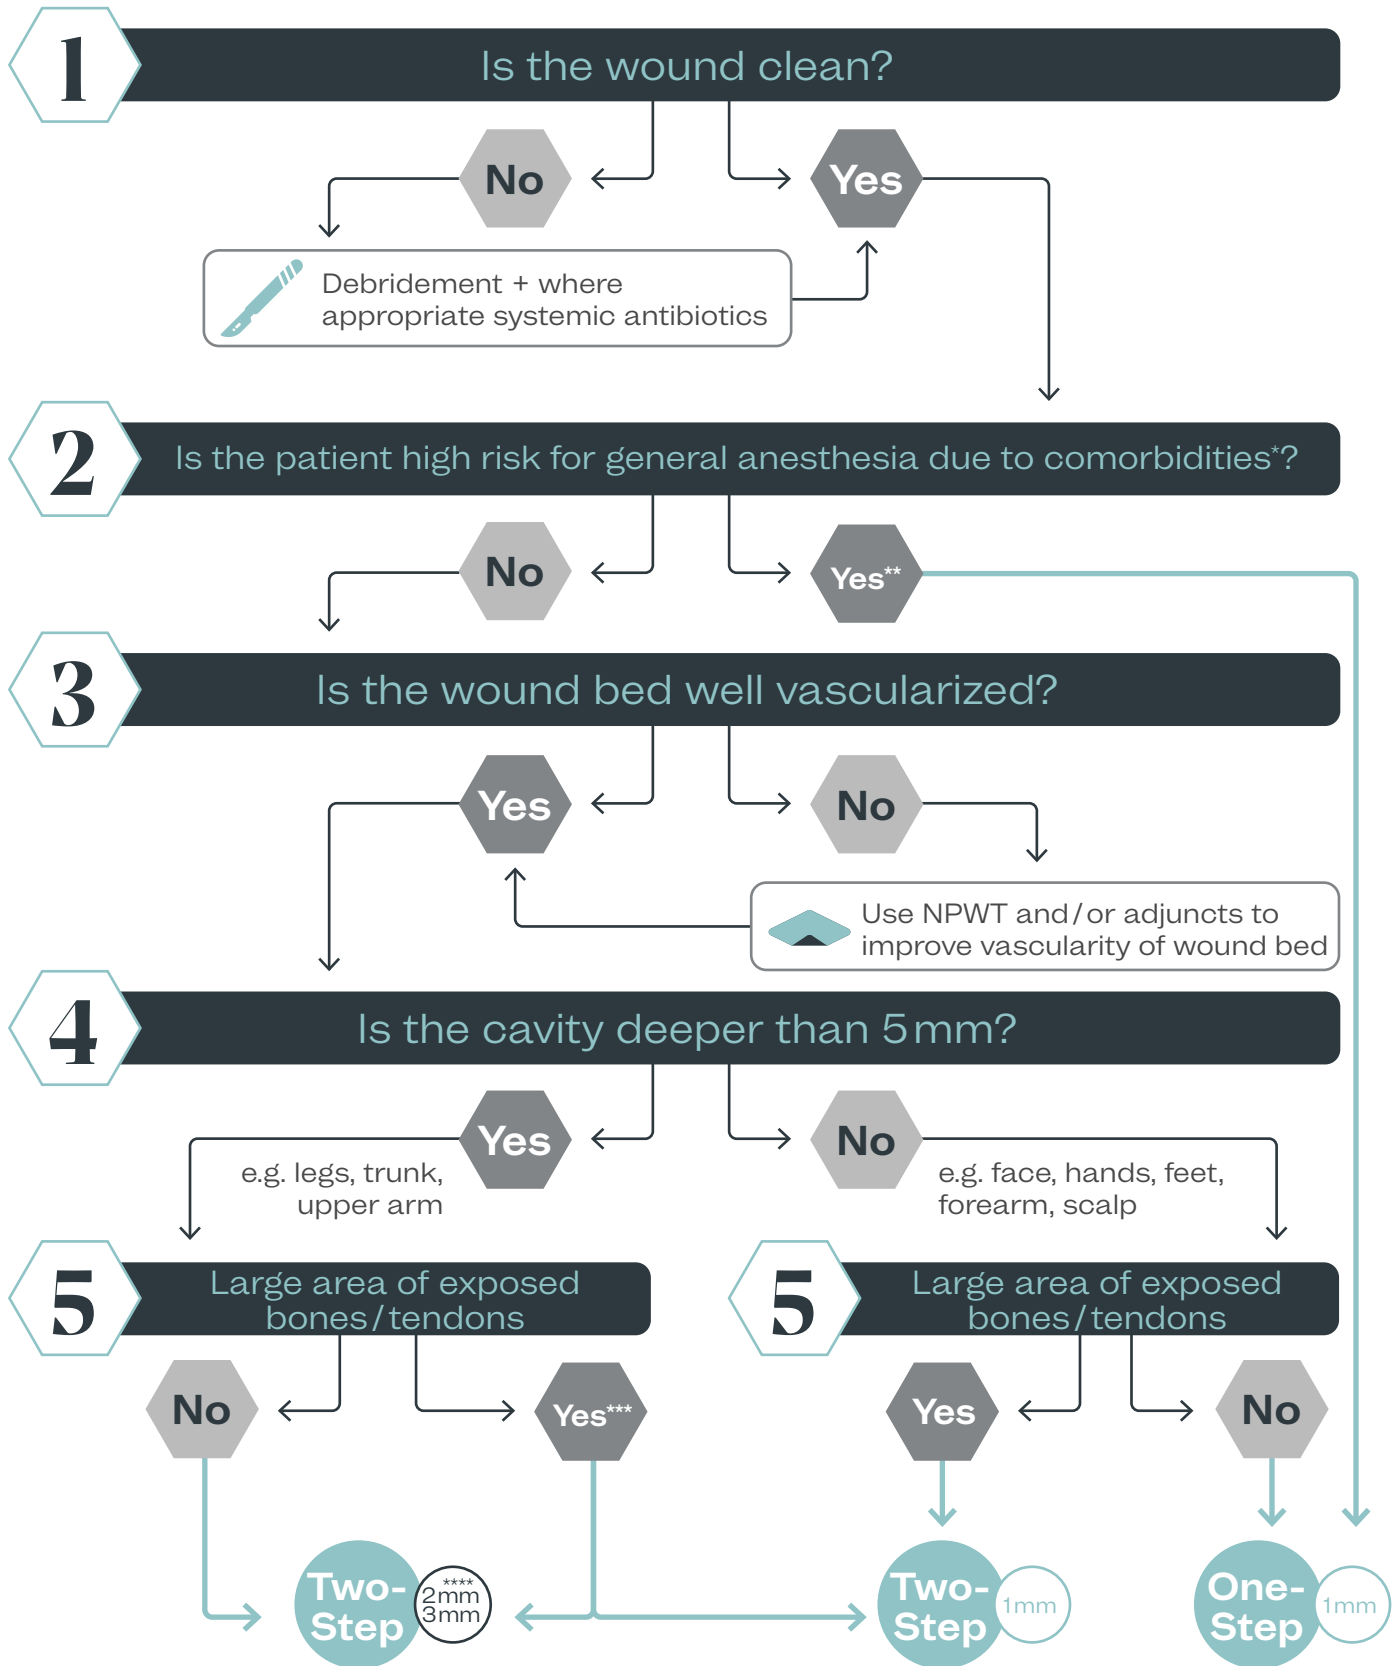 1
Is the wound clean?
No
Yes
Debridement + where
appropriate systemic antibiotics
2
Is the patient high risk for general anesthesia due to comorbidities*?
No
Yes**
3
Is the wound bed well vascularized?
Yes
No
Use NPWT and/or adjuncts to
improve vascularity of wound bed
4
Is the cavity deeper than 5 mm?
Yes
No
e.g. legs, trunk,
upper arm
e.g. face, hands, feet,
forearm, scalp
5
Large area of exposed
bones/tendons
5
Large area of exposed
bones/tendons
No
Yes***
Yes
No
Two-
Step
****
2mm
3mm
Two-
Step
1mm
One-
Step
1mm